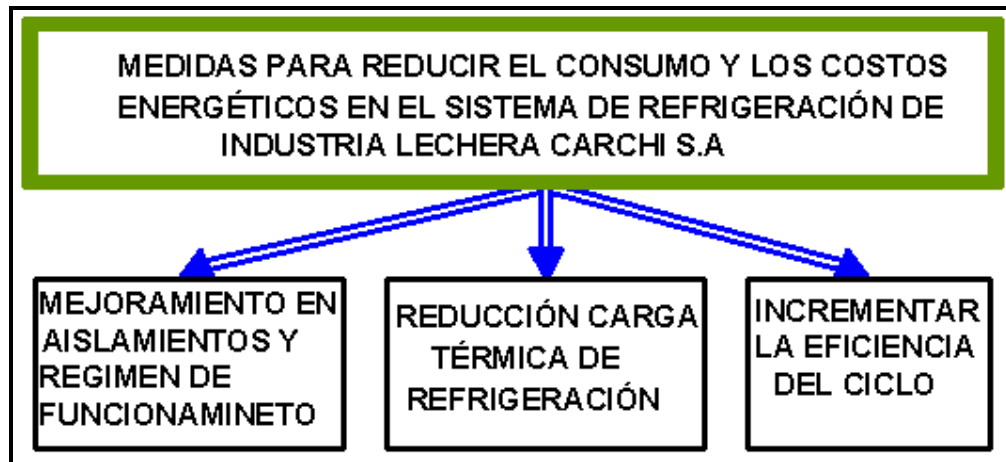 MEDIDAS PARA REDUCIR EL CONSUMO Y LOS COSTOS
ENERGÉTICOS EN EL SISTEMA DE REFRIGERACIÓN DE
INDUSTRIA LECHERA CARCHI S.A
MEJORAMIENTO EN
AISLAMIENTOS Y
REGIMEN DE
FUNCIONAMINETO
REDUCCIÓN CARGA
TÉRMICA DE
REFRIGERACIÓN
INCREMENTAR
LA EFICIENCIA
DEL CICLO